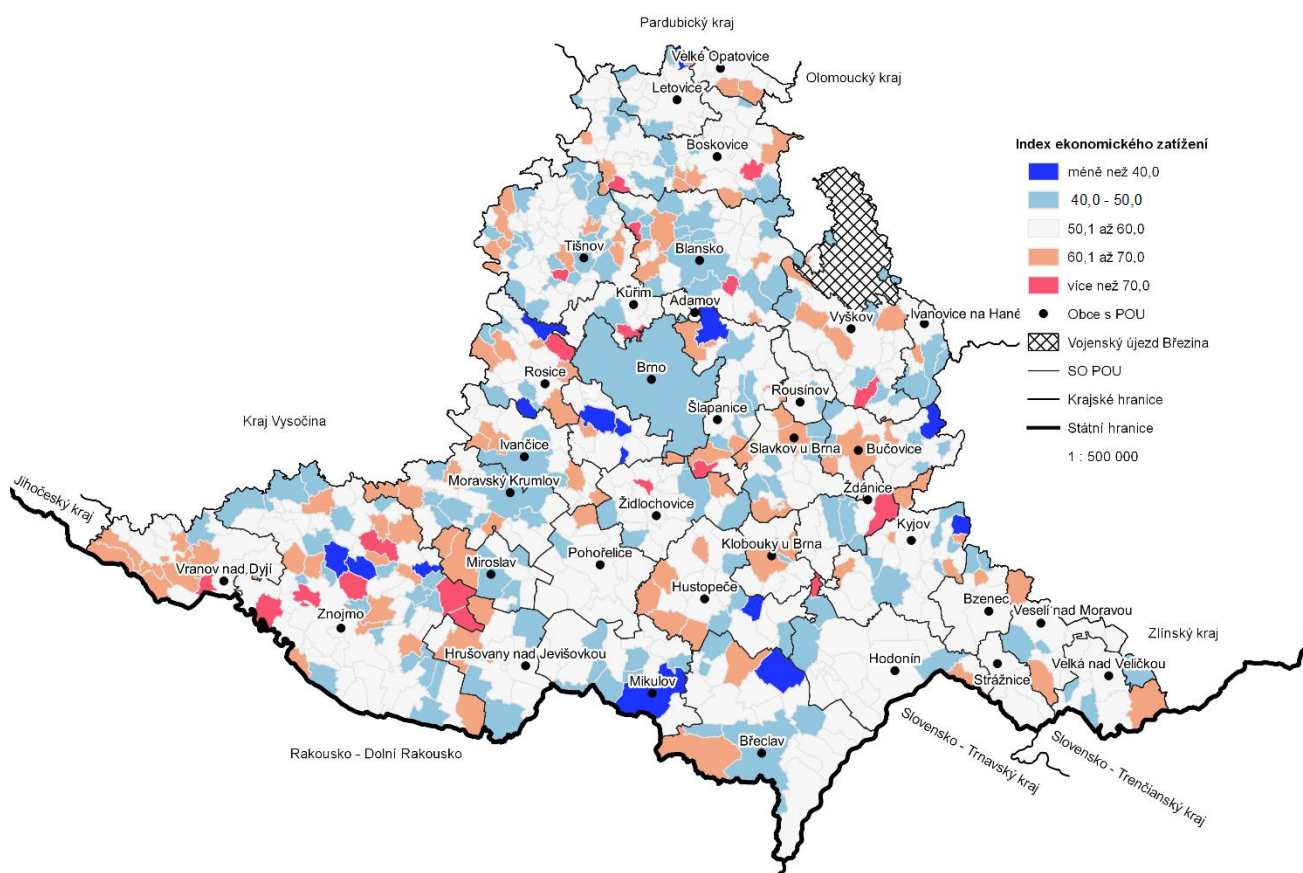 Pardubický kraj
Velké Opatovice
Olomoucký kraj
Letovice
Boskovice
Index ekonomického zatížení
méně než 40,0
40,0 - 50,0
50,1 až 60,0
60,1 až 70,0
více než 70,0
Obce s POU
Vojenský újezd Březina
SO POU
Krajské hranice
Státní hranice
1 : 500 000
Tišnov
Blansko
Kuřim
Adamov
Vyškov
Ivanovice na Hané
Brno
Rosice
Rousínov
Šlapanice
Kraj Vysočina
Ivančice
Slavkov u Brna
Bučovice
Moravský Krumlov
Židlochovice
Ždánice
Kyjov
Jihočeský kraj
Vranov nad Dyjí
Miroslav
Pohořelice
Klobouky u Brna
Hustopeče
Bzenec
Veselí nad Moravou
Zlínský kraj
Znojmo
Hrušovany nad Jevišovkou
Mikulov
Hodonín
Strážnice
Velká nad Veličkou
Břeclav
Rakousko - Dolní Rakousko
Slovensko - Trnavský kraj
Slovensko - Trenčianský kraj